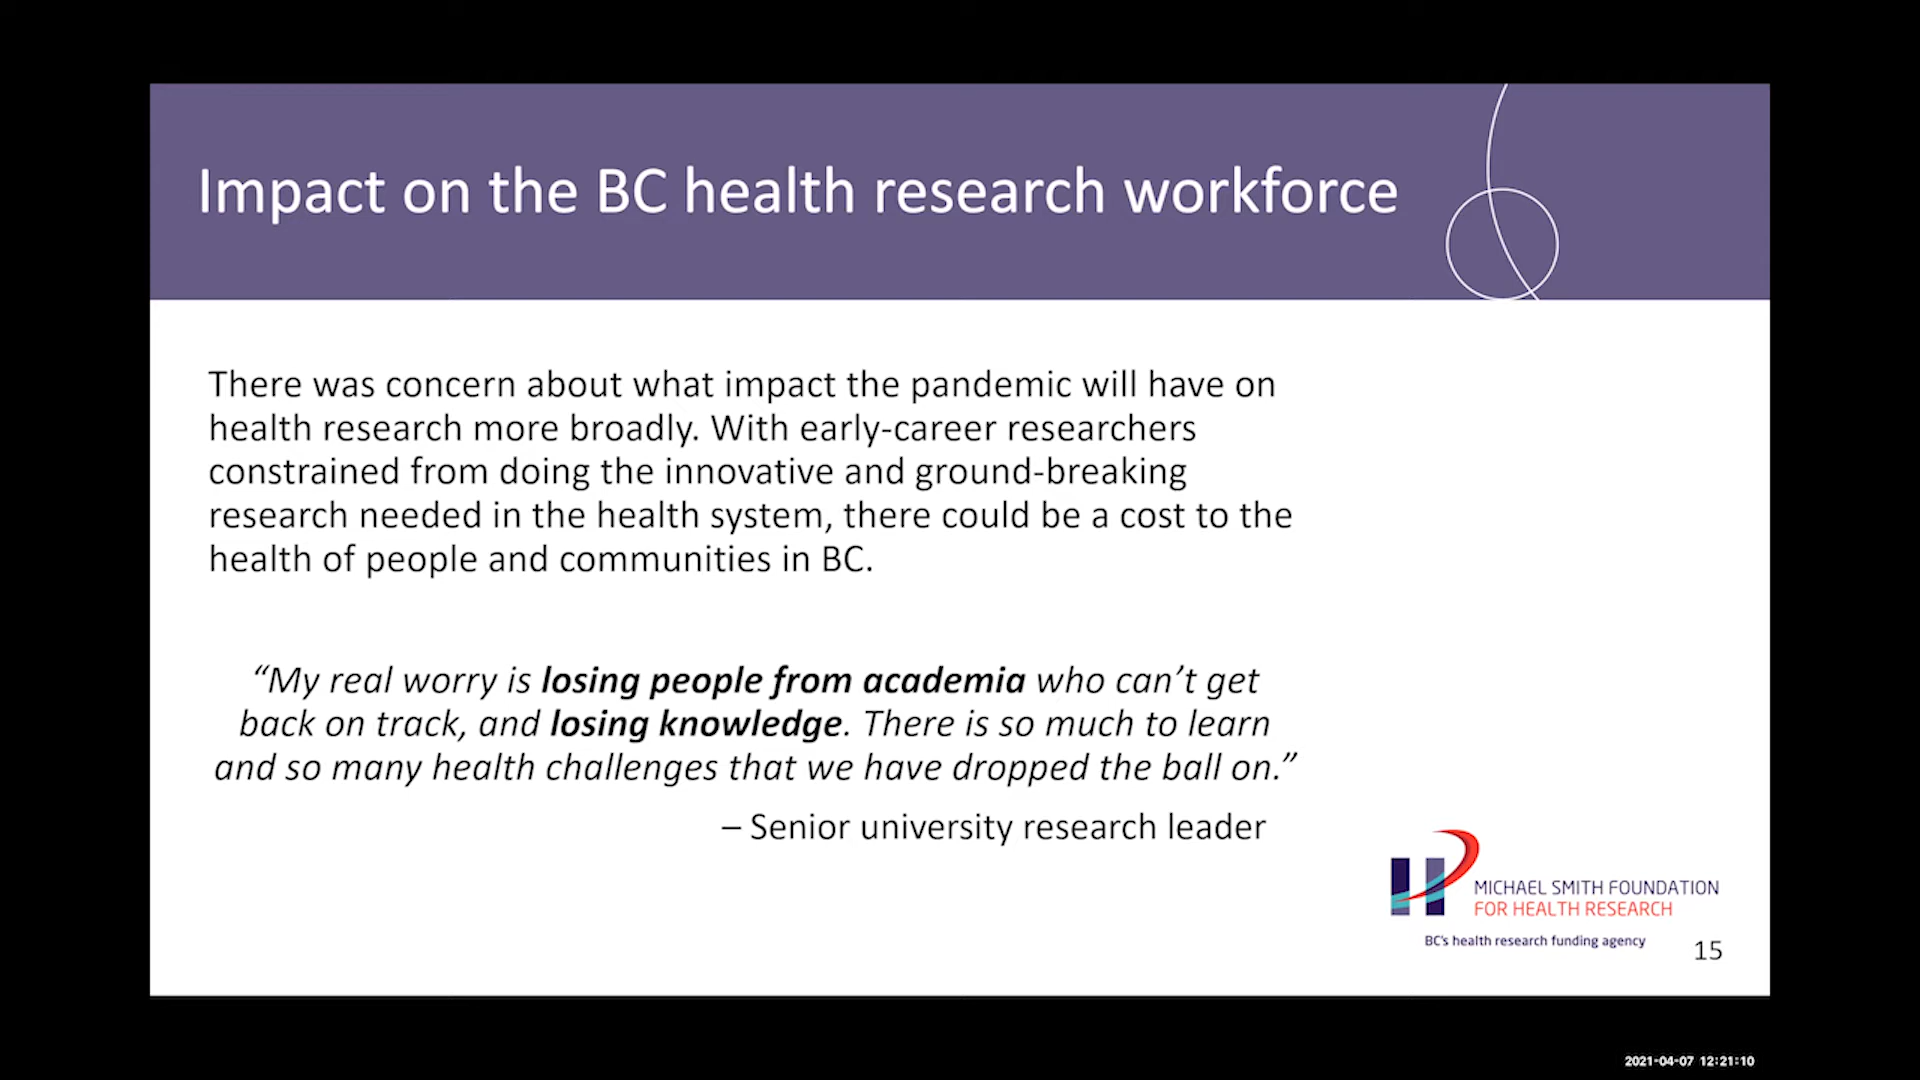 Impact on the BC health research workforce
There was concern about what impact the pandemic will have on
health research more broadly. With early-career researchers
constrained from doing the innovative and ground-breaking
research needed in the health system, there could be a cost to the
health of people and communities in BC.
“My real worry is losing people from academia who can’t get
back on track, and losing knowledge. There is so much to learn
and so many health challenges that we have dropped the ball on.”
– Senior university research leader
MICHAEL SMITH FOUNDATION
FOR HEALTH RESEARCH
BC's health research funding agency
15
2021-04-07 12:21:10